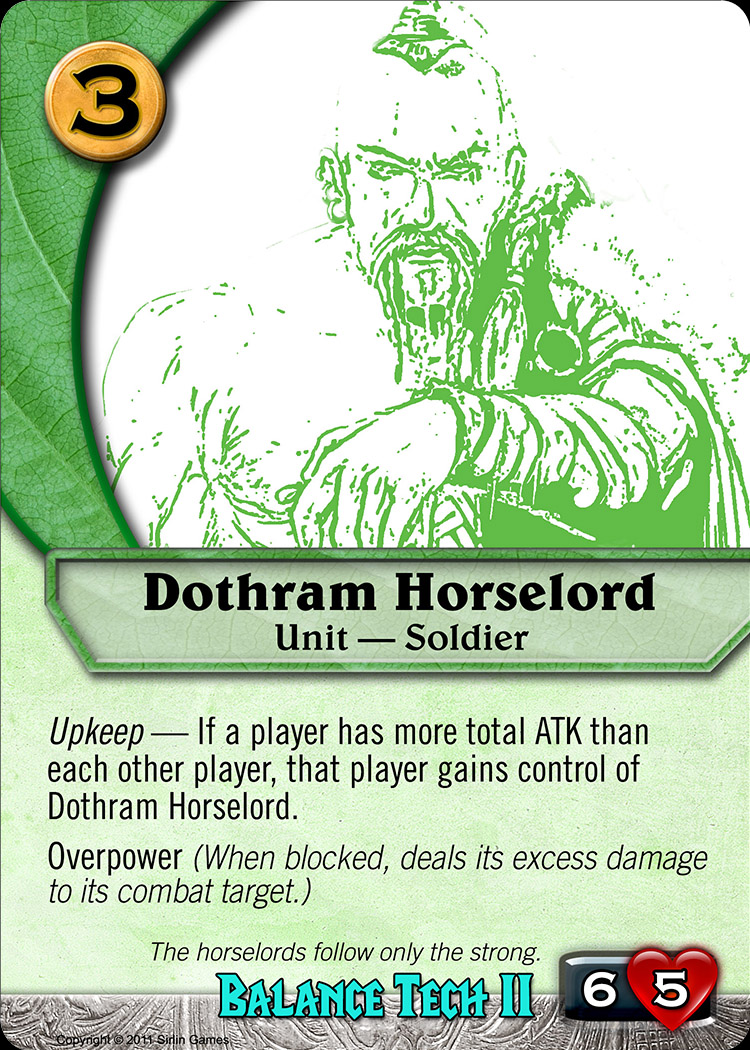 3
Dothram Horselord
Unit — Soldier
Upkeep — If a player has more total ATK than
each other player, that player gains control of
Dothram Horselord.
Overpower (When blocked, deals its excess damage
to its combat target.)
The horselords follow only the strong.
Balance Tech II
6 5
Copyright © 2011 Sirlin Games